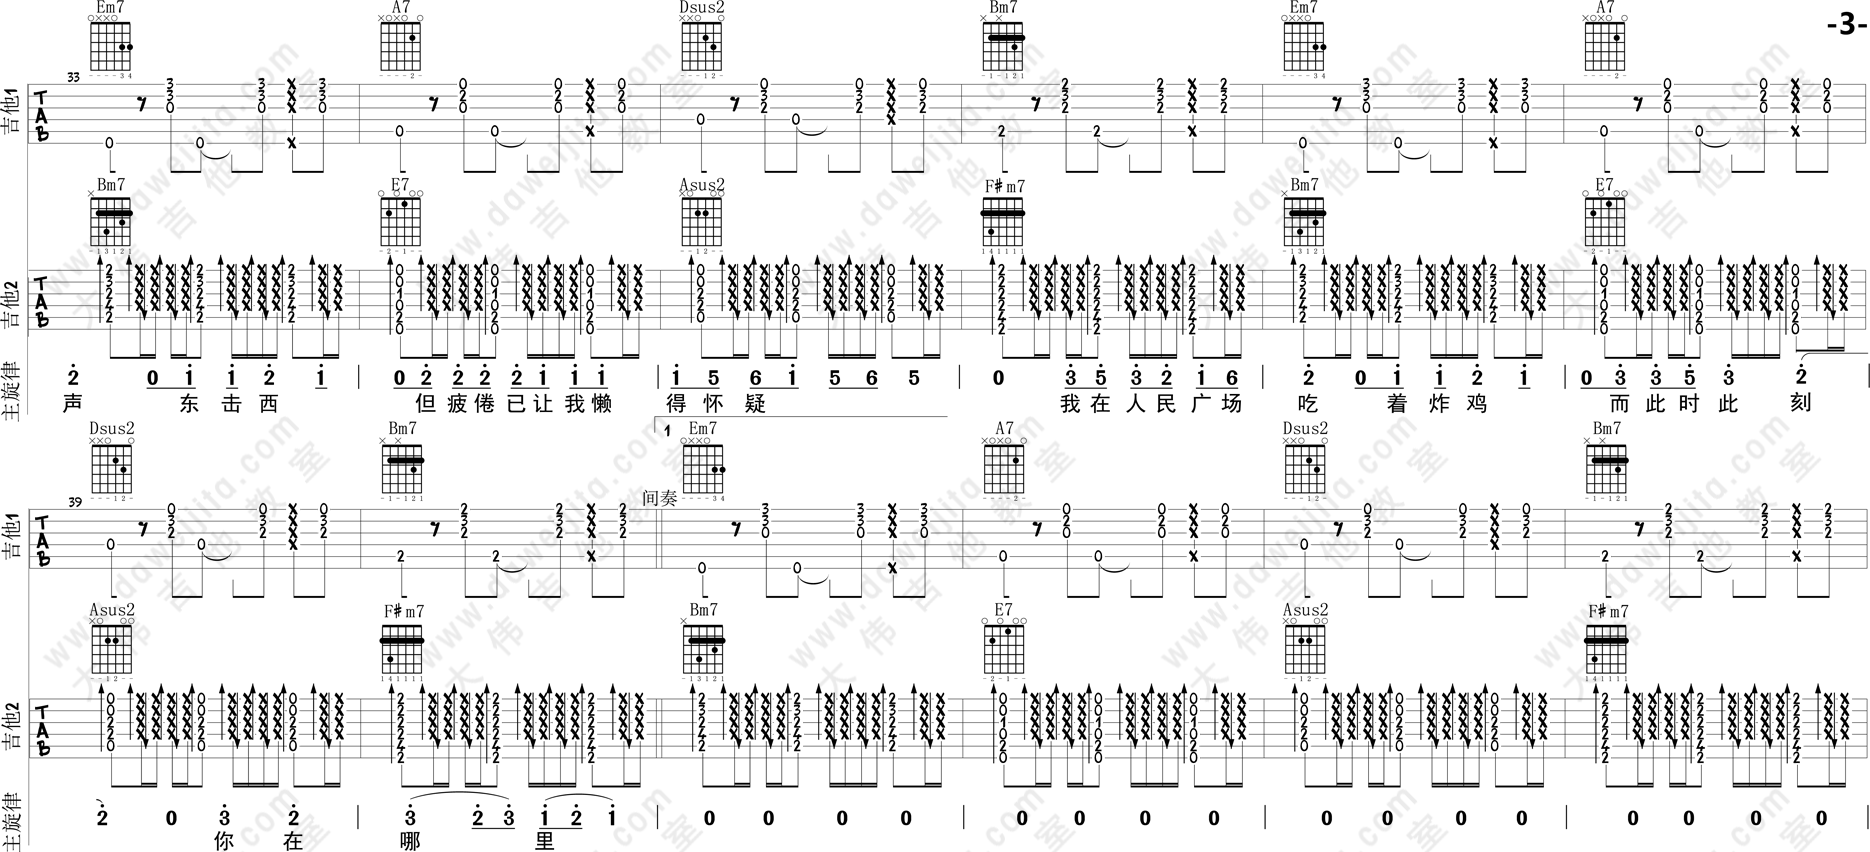 -3-
Em7 A7 Dsus2 Bm7 Em7 A7
33
吉他1
TAB
Bm7 E7 Asus2 F#m7 Bm7 E7
吉他2
TAB
主旋律
2 0 1 1 2 1 | 0 2 2 2 2 1 1 1 | 1 5 6 1 5 6 5 | 0 3 5 3 2 1 6 | 2 0 1 1 2 1 | 0 3 3 5 3 2 |
声 东 击 西 但 疲 倦 已 让 我 懒 得 怀 疑 我 在 人 民 广 场 吃 着 炸 鸡 而 此 时 此 刻
1
Dsus2 Bm7 Em7 A7 Dsus2 Bm7
39
间奏
吉他1
TAB
Asus2 F#m7 Bm7 E7 Asus2 F#m7
吉他2
TAB
主旋律
2 0 3 2 | 3 2 3 1 2 1 | 0 0 0 0 | 0 0 0 0 | 0 0 0 0 | 0 0 0 0 |
你 在 哪 里
www.daweijita.com
大伟吉他教室